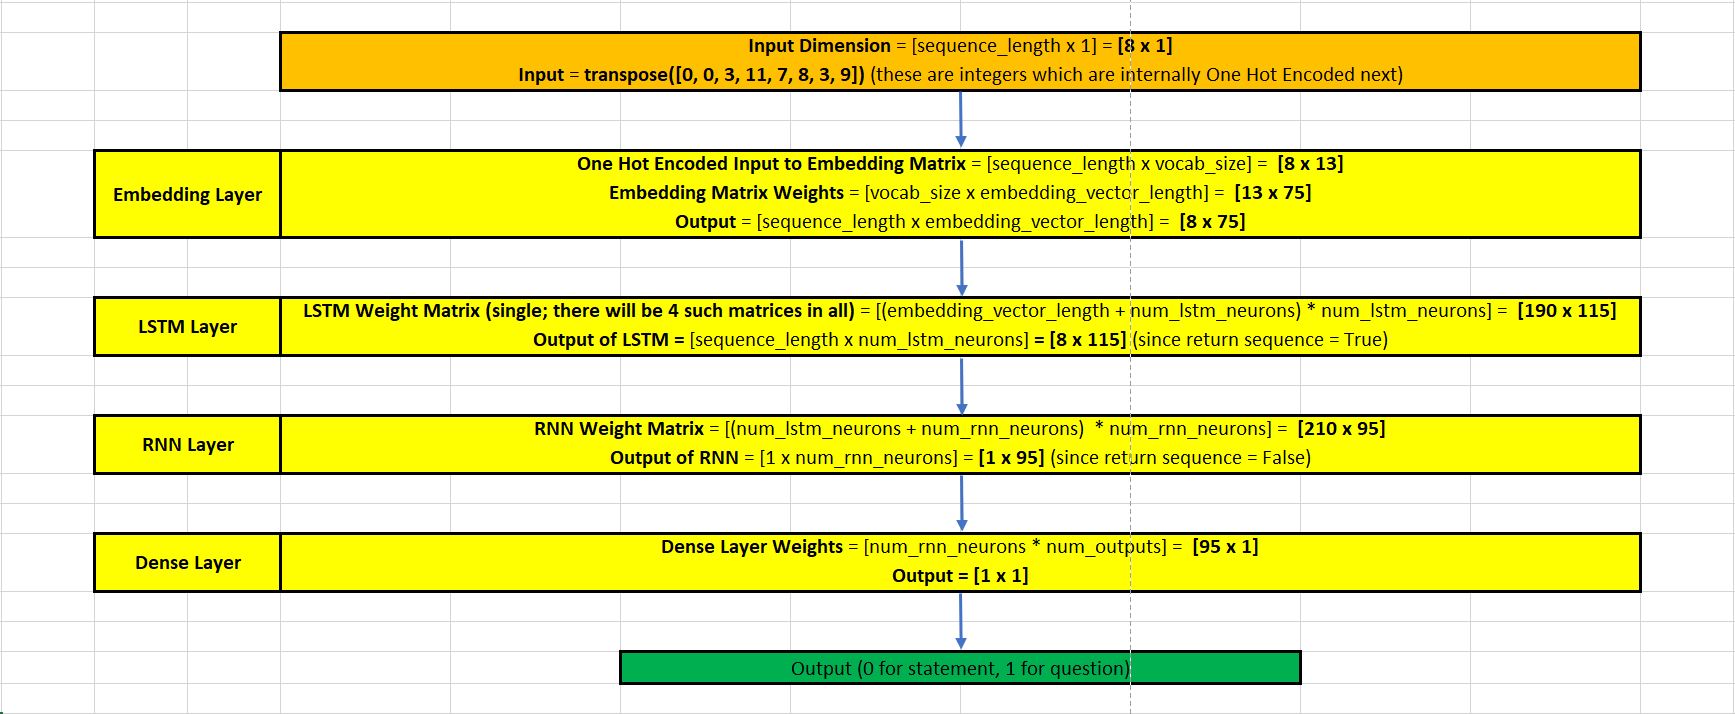 Input Dimension = [sequence_length x 1] = [8 x 1]
Input = transpose([0, 0, 3, 11, 7, 8, 3, 9]) (these are integers which are internally One Hot Encoded next)
Embedding Layer
One Hot Encoded Input to Embedding Matrix = [sequence_length x vocab_size] = [8 x 13]
Embedding Matrix Weights = [vocab_size x embedding_vector_length] = [13 x 75]
Output = [sequence_length x embedding_vector_length] = [8 x 75]
LSTM Layer
LSTM Weight Matrix (single; there will be 4 such matrices in all) = [(embedding_vector_length + num_lstm_neurons) * num_lstm_neurons] = [190 x 115]
Output of LSTM = [sequence_length x num_lstm_neurons] = [8 x 115] (since return sequence = True)
RNN Layer
RNN Weight Matrix = [(num_lstm_neurons + num_rnn_neurons) * num_rnn_neurons] = [210 x 95]
Output of RNN = [1 x num_rnn_neurons] = [1 x 95] (since return sequence = False)
Dense Layer
Dense Layer Weights = [num_rnn_neurons * num_outputs] = [95 x 1]
Output = [1 x 1]
Output (0 for statement, 1 for question)